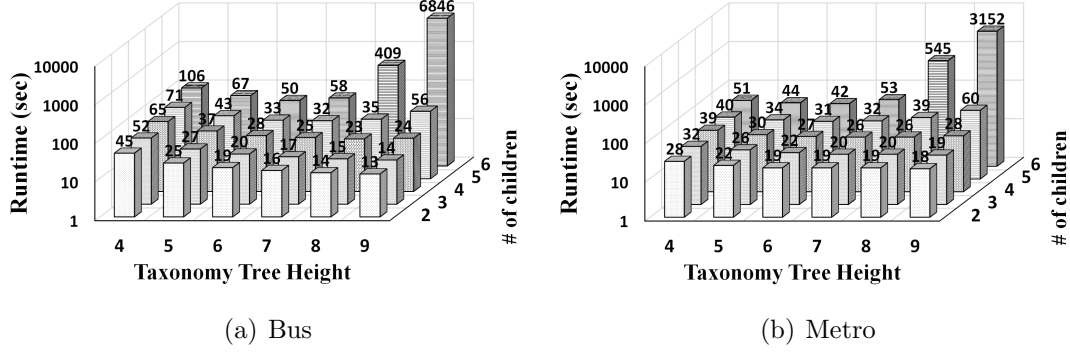 Runtime (sec)
10000
1000
100
10
1
106 67 50 58 409 6846
71 43 33 32 35 56
65 37 28 25 23 24
52 27 20 17 15 14
45 25 19 16 14 13
4 5 6 7 8 9
Taxonomy Tree Height
2 3 4 5 6
# of children
(a) Bus
Runtime (sec)
10000
1000
100
10
1
51 44 42 53 545 3152
40 34 31 32 39 60
39 30 27 26 26 28
32 26 22 20 20 19
28 22 19 19 19 18
4 5 6 7 8 9
Taxonomy Tree Height
2 3 4 5 6
# of children
(b) Metro